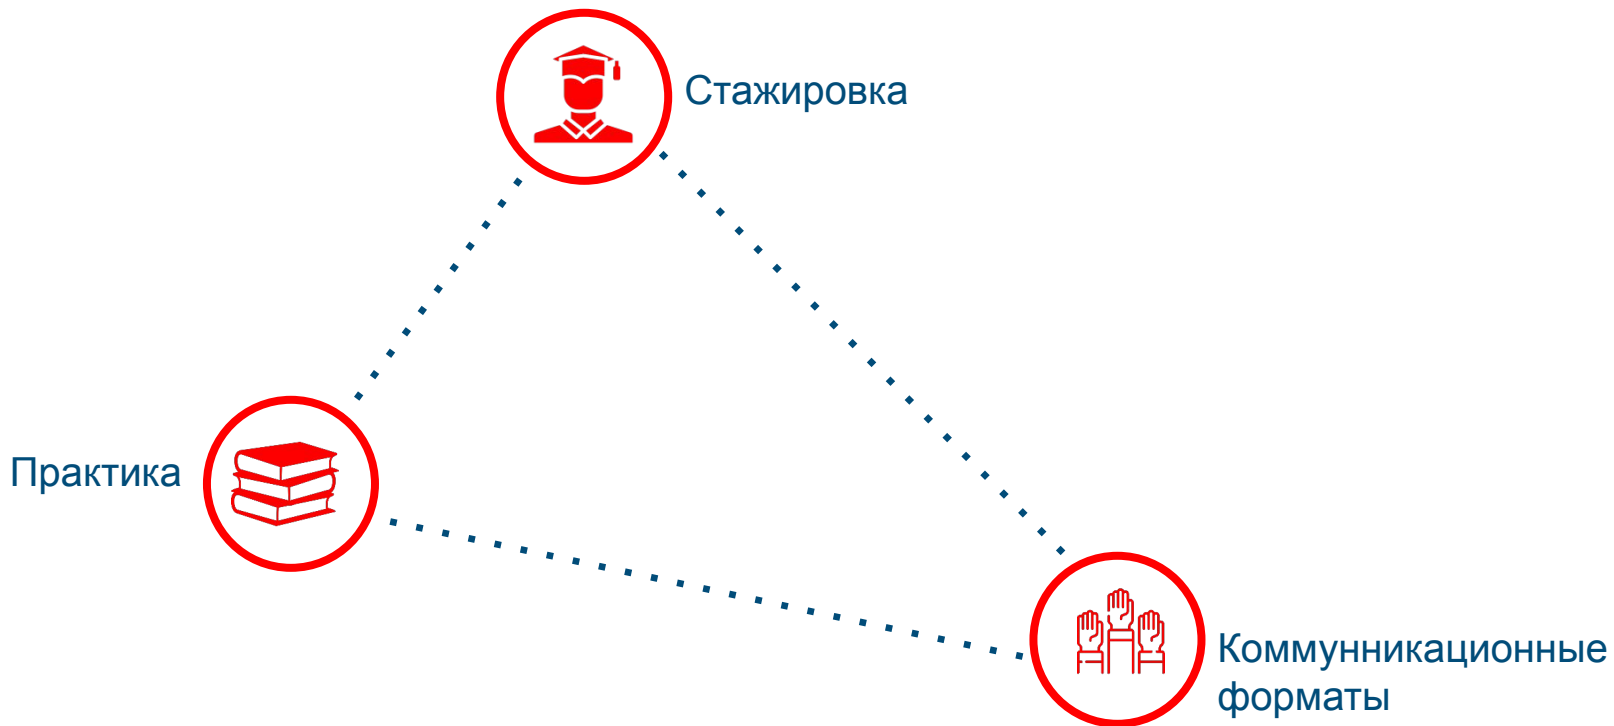 Стажировка
Практика
Коммунникационные
форматы